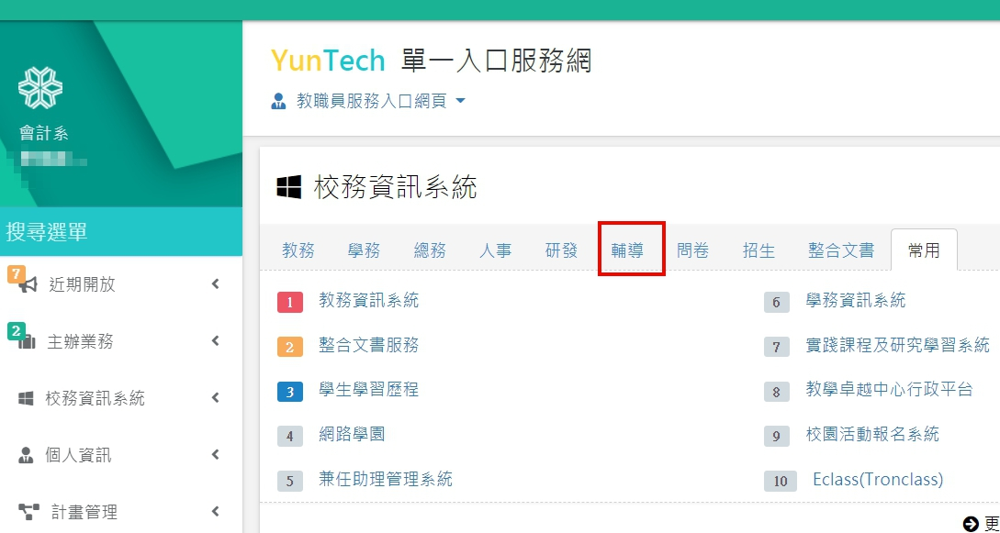 YunTech 單一入口服務網
教職員服務入口網頁
會計系
搜尋選單
7 近期開放
2 主辦業務
校務資訊系統
個人資訊
計畫管理
校務資訊系統
教務 學務 總務 人事 研發 輔導 問卷 招生 整合文書 常用
1 教務資訊系統
2 整合文書服務
3 學生學習歷程
4 網路學園
5 兼任助理管理系統
6 學務資訊系統
7 實踐課程及研究學習系統
8 教學卓越中心行政平台
9 校園活動報名系統
10 Eclass(Tronclass)
更